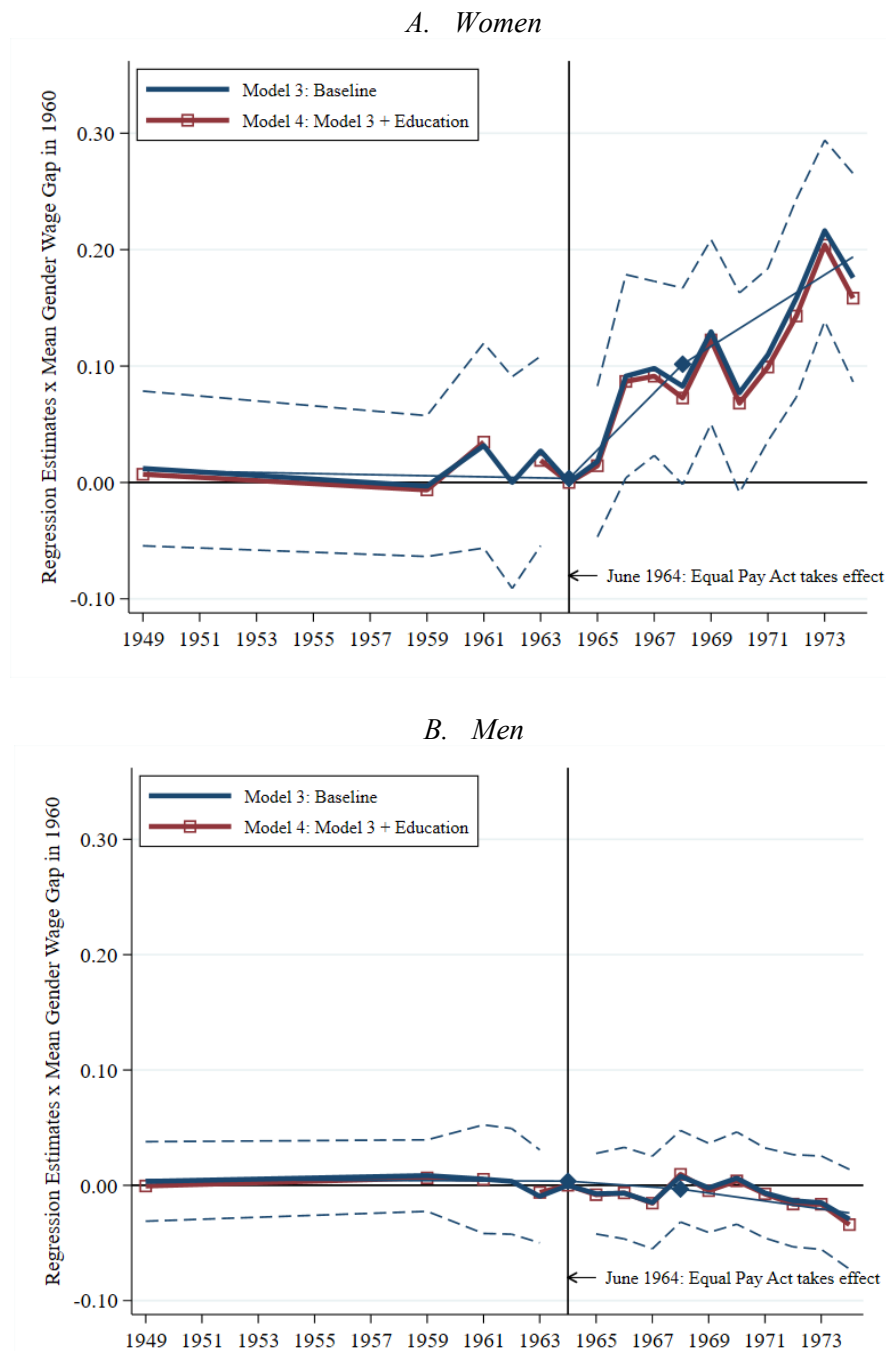 A. Women
Regression Estimates x Mean Gender Wage Gap in 1960
Model 3: Baseline
Model 4: Model 3 + Education
0.30
0.20
0.10
0.00
-0.10
June 1964: Equal Pay Act takes effect
1949 1951 1953 1955 1957 1959 1961 1963 1965 1967 1969 1971 1973
B. Men
Regression Estimates x Mean Gender Wage Gap in 1960
Model 3: Baseline
Model 4: Model 3 + Education
0.30
0.20
0.10
0.00
-0.10
June 1964: Equal Pay Act takes effect
1949 1951 1953 1955 1957 1959 1961 1963 1965 1967 1969 1971 1973